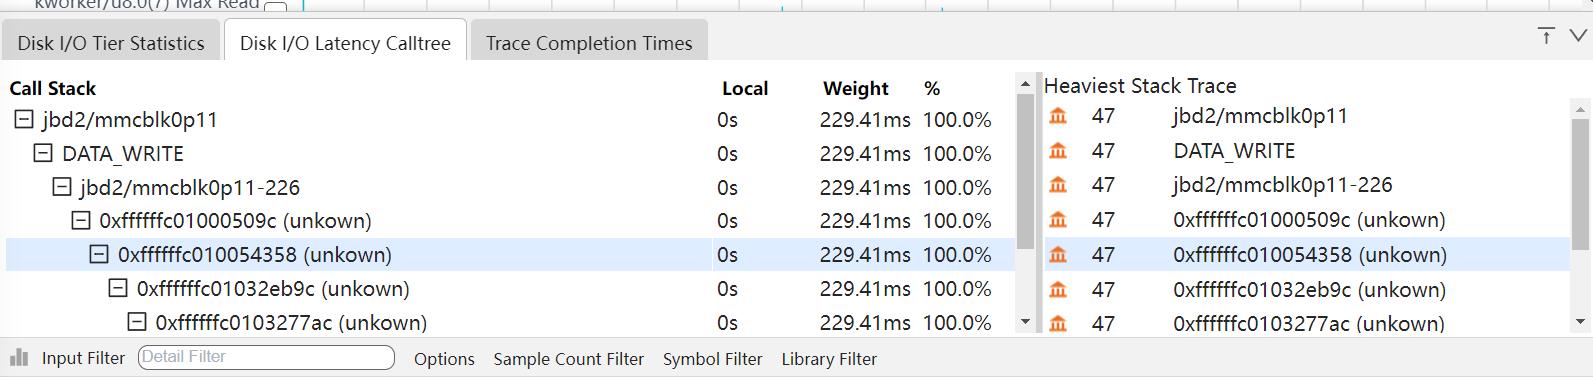 kworker/u8:0(7) Max Read
Disk I/O Tier Statistics Disk I/O Latency Calltree Trace Completion Times
Call Stack Local Weight % Heaviest Stack Trace
jbd2/mmcblk0p11 0s 229.41ms 100.0% 47 jbd2/mmcblk0p11
DATA_WRITE 0s 229.41ms 100.0% 47 DATA_WRITE
jbd2/mmcblk0p11-226 0s 229.41ms 100.0% 47 jbd2/mmcblk0p11-226
0xffffffc01000509c (unkown) 0s 229.41ms 100.0% 47 0xffffffc01000509c (unkown)
0xffffffc010054358 (unkown) 0s 229.41ms 100.0% 47 0xffffffc010054358 (unkown)
0xffffffc01032eb9c (unkown) 0s 229.41ms 100.0% 47 0xffffffc01032eb9c (unkown)
0xffffffc0103277ac (unkown) 0s 229.41ms 100.0% 47 0xffffffc0103277ac (unkown)
Input Filter Detail Filter Options Sample Count Filter Symbol Filter Library Filter